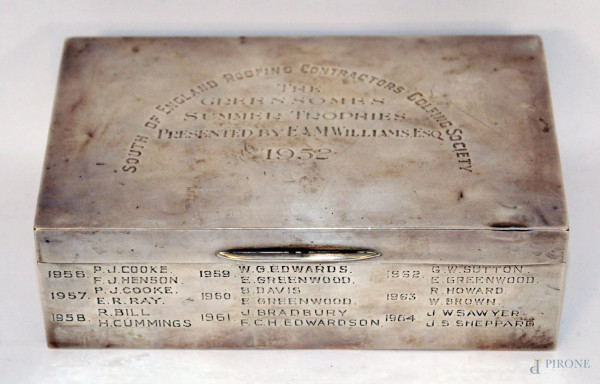 SOUTH OF ENGLAND ROOFING CONTRACTORS GOLFING SOCIETY
THE
GREENSOMES
SUMMER TROPHIES
PRESENTED BY F.A.M. WILLIAMS. ESQ
1952
1956. P.J. COOKE.
F.J. HENSON.
1957. P.J. COOKE.
E.R. RAY.
1958. R. BILL
H. CUMMINGS
1959. W.G. EDWARDS.
E. GREENWOOD.
1960. B. DAVIS
E. GREENWOOD.
1961. J. BRADBURY
F.C.H. EDWARDSON.
1962. G.W. SUTTON.
E. GREENWOOD.
1963 R. HOWARD
W. BROWN.
1964. J.W. SAWYER.
J.S. SHEPPARD
PIRONE